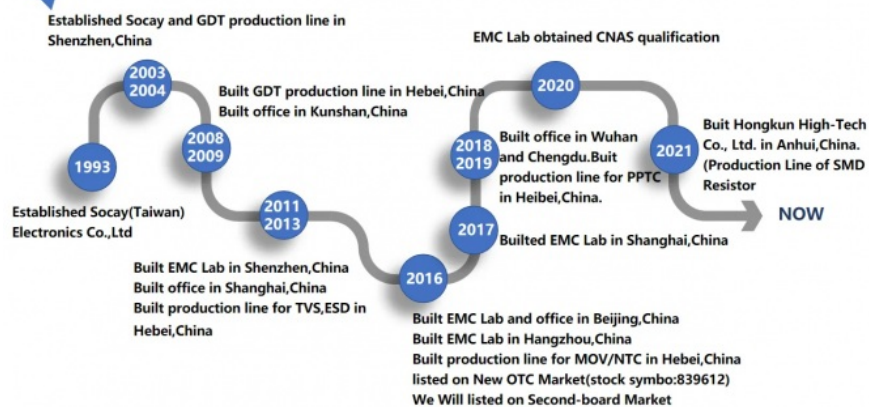 Established Socay and GDT production line in
Shenzhen,China
2003
2004
1993
Established Socay(Taiwan)
Electronics Co.,Ltd
Built GDT production line in Hebei,China
Built office in Kunshan,China
2008
2009
2011
2013
Built EMC Lab in Shenzhen,China
Built office in Shanghai,China
Built production line for TVS,ESD in
Hebei,China
2016
Built EMC Lab and office in Beijing,China
Built EMC Lab in Hangzhou,China
Built production line for MOV/NTC in Hebei,China
listed on New OTC Market(stock symbo:839612)
We Will listed on Second-board Market
2017
Builted EMC Lab in Shanghai,China
2018
2019
Built office in Wuhan
and Chengdu.Buit
production line for PPTC
in Heibei,China.
EMC Lab obtained CNAS qualification
2020
2021
Buit Hongkun High-Tech
Co., Ltd. in Anhui,China.
(Production Line of SMD
Resistor
NOW